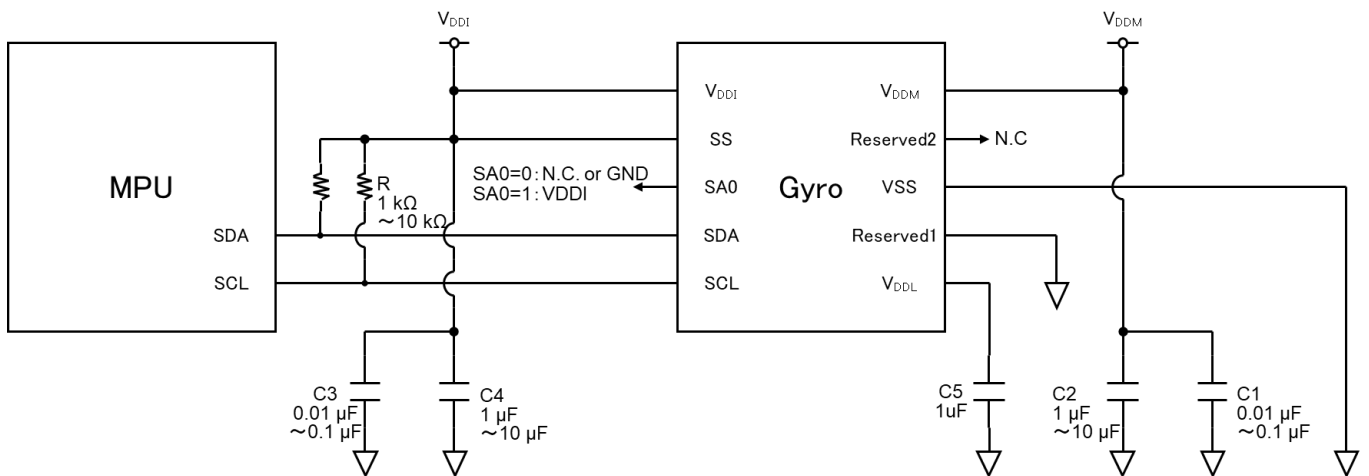 VDDI
VDDM
VDDI
VDDM
SS
Reserved2
N.C
MPU
R
1 kΩ
～10 kΩ
SA0=0: N.C. or GND
SA0=1: VDDI
SA0
Gyro
VSS
SDA
SDA
Reserved1
SCL
SCL
VDDL
C3
0.01 μF
～0.1 μF
C4
1 μF
～10 μF
C5
1uF
C2
1 μF
～10 μF
C1
0.01 μF
～0.1 μF